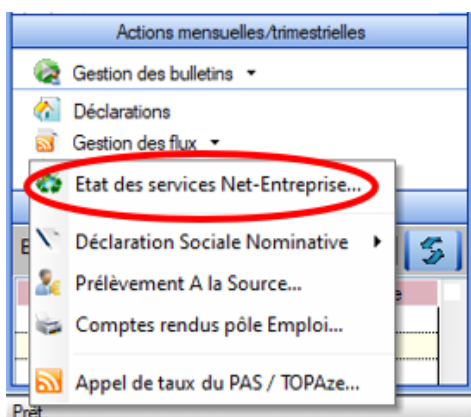 Actions mensuelles/trimestrielles
Gestion des bulletins
Déclarations
Gestion des flux
Etat des services Net-Entreprise...
Déclaration Sociale Nominative
Prélèvement A la Source...
Comptes rendus pôle Emploi...
Appel de taux du PAS / TOPAze...
Prêt